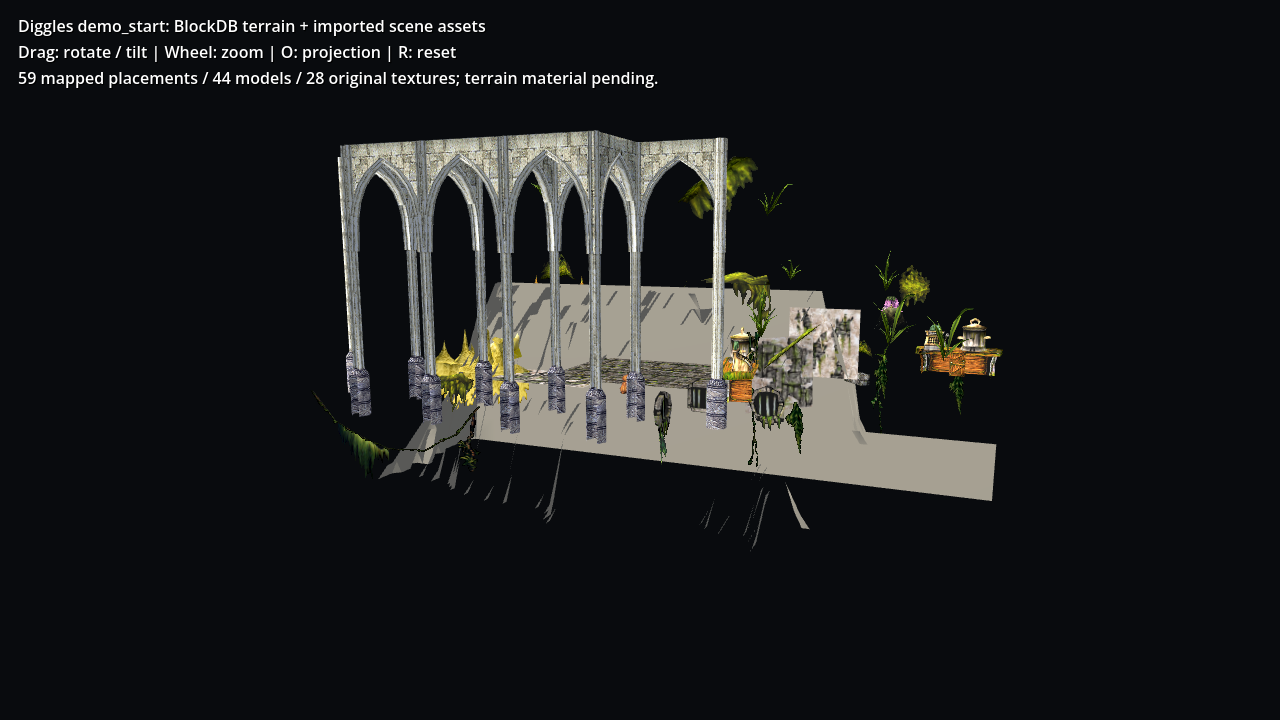 Diggles demo_start: BlockDB terrain + imported scene assets
Drag: rotate / tilt | Wheel: zoom | O: projection | R: reset
59 mapped placements / 44 models / 28 original textures; terrain material pending.